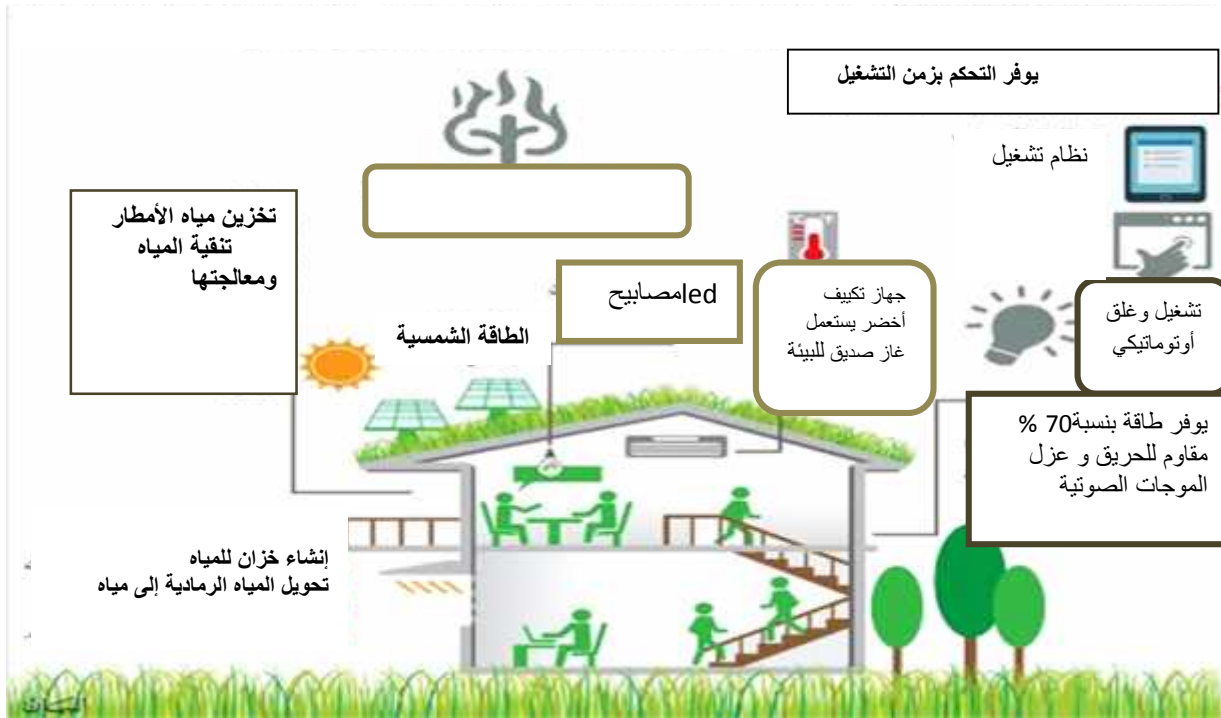 يوفر التحكم بزمن التشغيل
نظام تشغيل
تخزين مياه الأمطار
تنقية المياه
ومعالجتها
مصابيحled
جهاز تكييف
أخضر يستعمل
غاز صديق للبيئة
تشغيل وغلق
أوتوماتيكي
الطاقة الشمسية
يوفر طاقة بنسبة70 %
مقاوم للحريق و عزل
الموجات الصوتية
إنشاء خزان للمياه
تحويل المياه الرمادية إلى مياه
البيان